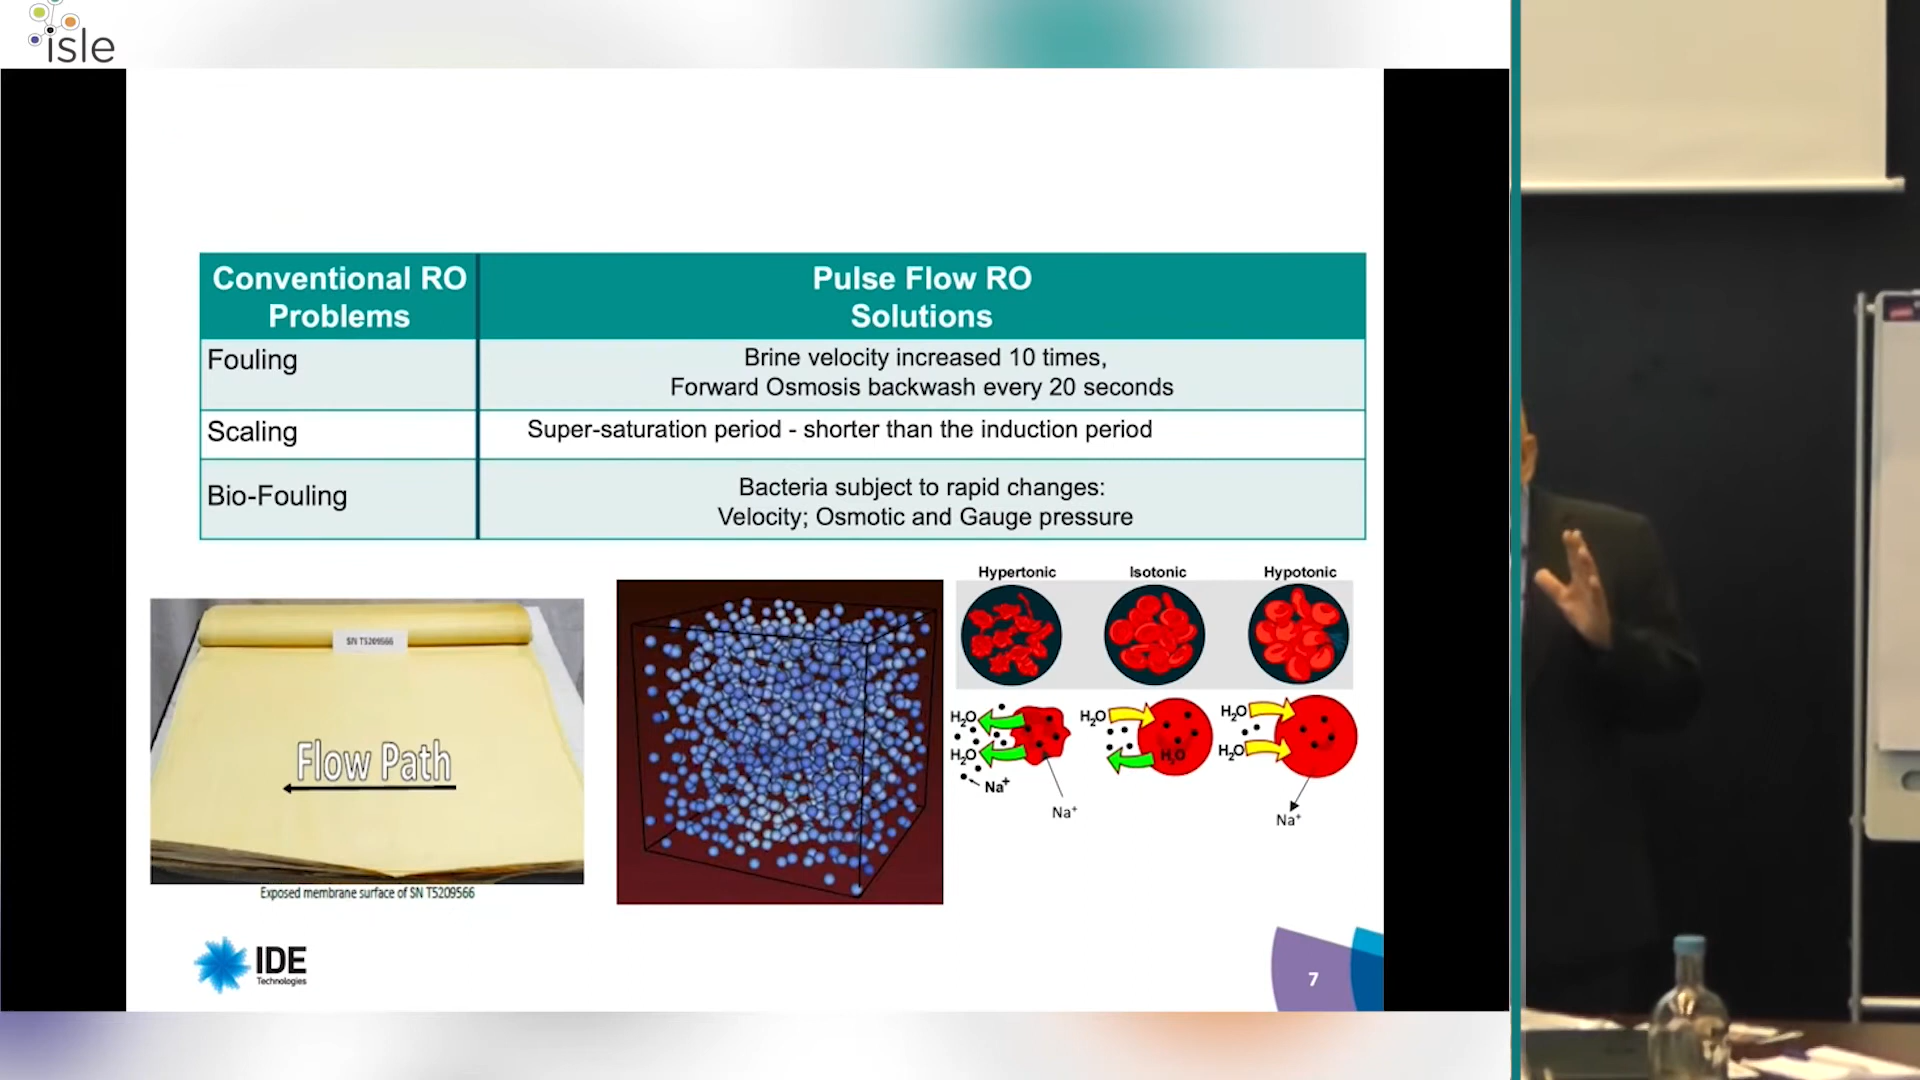 isle
Conventional RO
Problems
Pulse Flow RO
Solutions
Fouling
Brine velocity increased 10 times,
Forward Osmosis backwash every 20 seconds
Scaling
Super-saturation period - shorter than the induction period
Bio-Fouling
Bacteria subject to rapid changes:
Velocity; Osmotic and Gauge pressure
SN T5209566
Flow Path
Exposed membrane surface of SN T5209566
Hypertonic
Isotonic
Hypotonic
H₂O
H₂O
Na⁺
Na⁺
H₂O
H₂O
H₂O
H₂O
Na⁺
IDE
Technologies
7